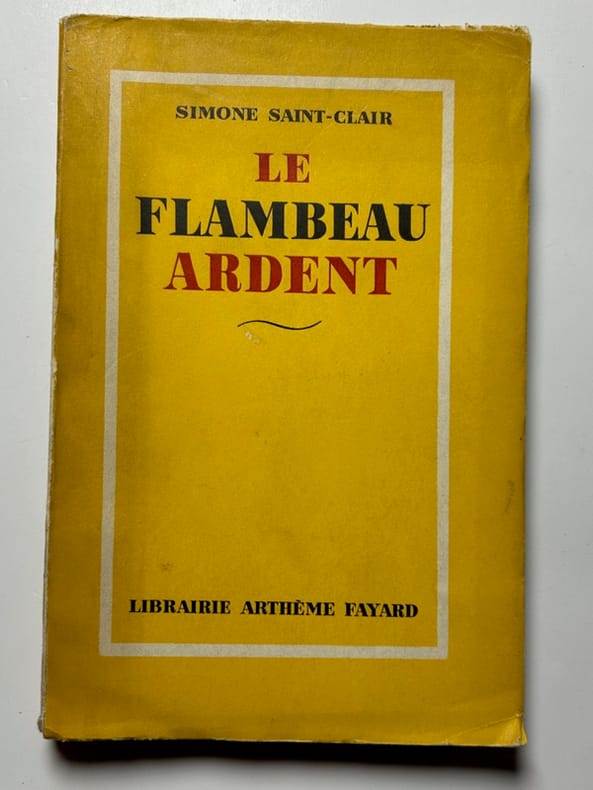 SIMONE SAINT-CLAIR
LE
FLAMBEAU
ARDENT
LIBRAIRIE ARTHÈME FAYARD